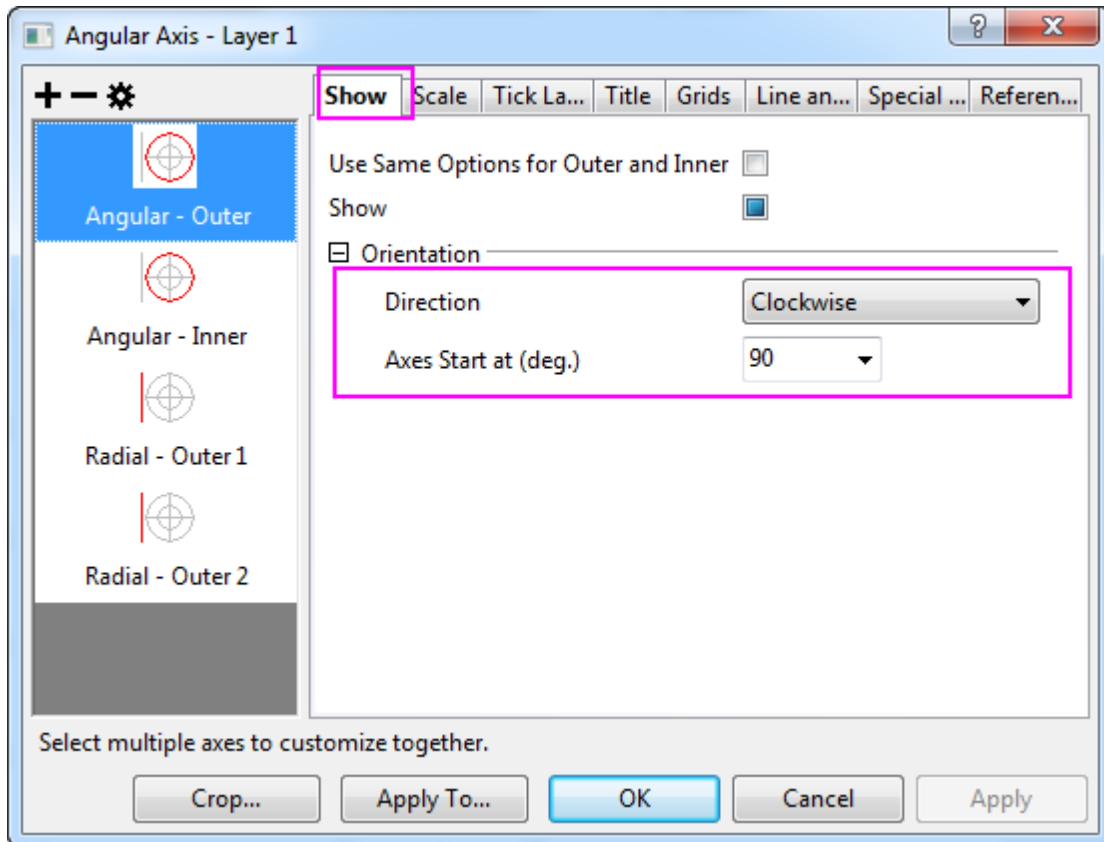 Angular Axis - Layer 1
Show Scale Tick La... Title Grids Line an... Special ... Referen...
Angular - Outer
Angular - Inner
Radial - Outer 1
Radial - Outer 2
Use Same Options for Outer and Inner
Show
Orientation
Direction Clockwise
Axes Start at (deg.) 90
Select multiple axes to customize together.
Crop... Apply To... OK Cancel Apply